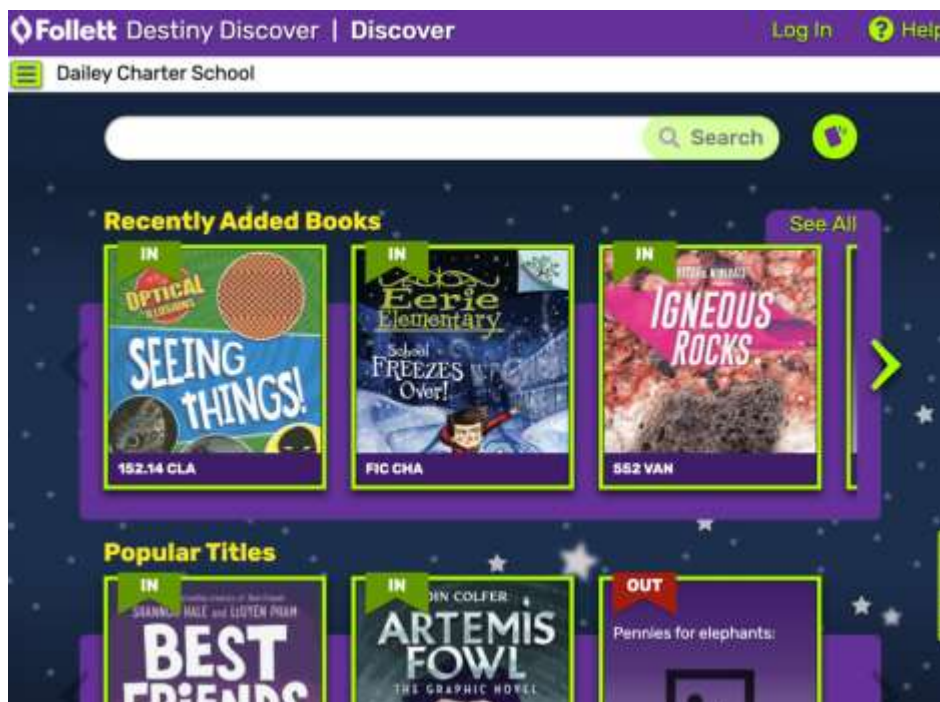 Follett Destiny Discover | Discover Log In ? Help
Dailey Charter School
Search
Recently Added Books See All
IN IN IN
OPTICAL
ILLUSIONS
SEEING
THINGS!
152.14 CLA
Eerie
Elementary
School
FREEZES
Over!
FIC CHA
IGNEOUS
ROCKS
552 VAN
Popular Titles
IN IN OUT
SHANNON HALE and LEUYEN PHAM
BEST
FRIENDS
COLFER
ARTEMIS
FOWL
THE GRAPHIC NOVEL
Pennies for elephants: